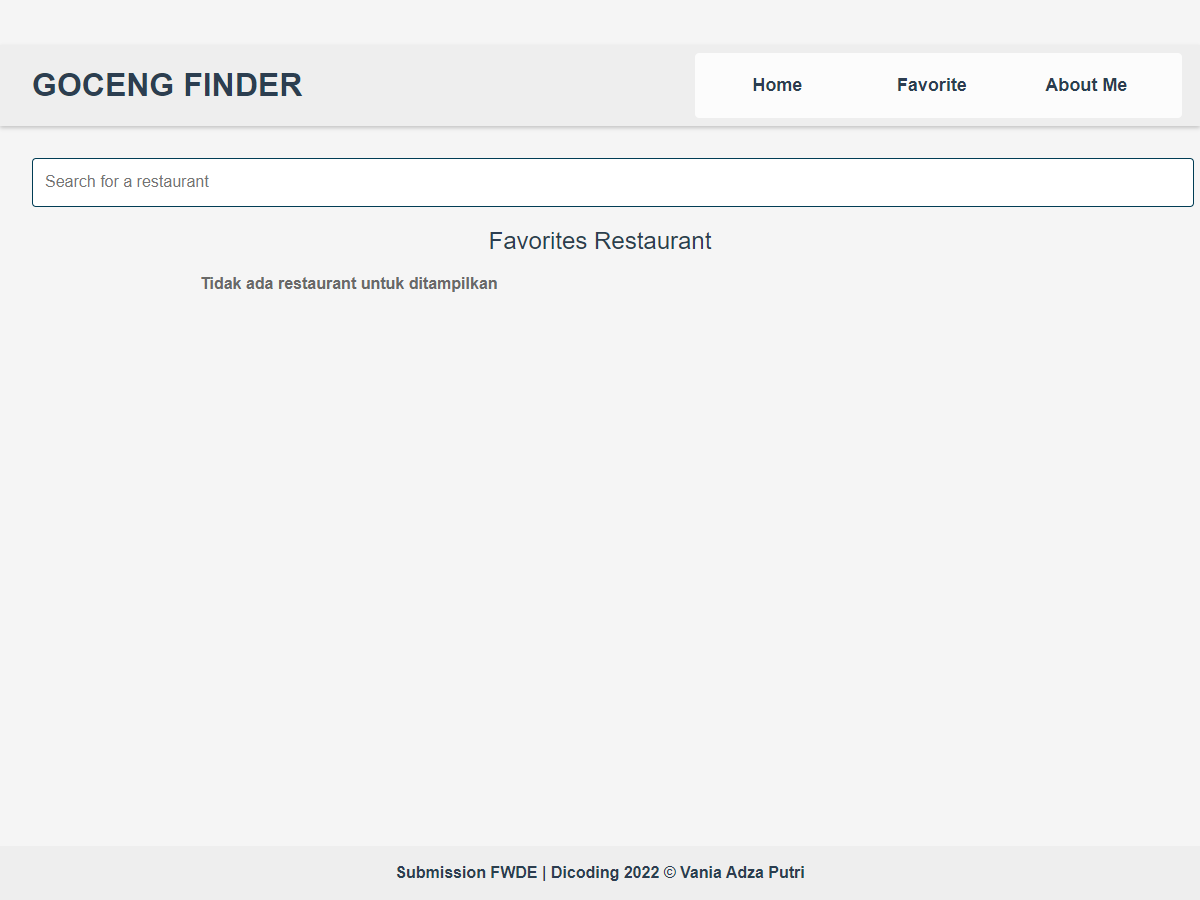 GOCENG FINDER
Home Favorite About Me
Search for a restaurant
Favorites Restaurant
Tidak ada restaurant untuk ditampilkan
Submission FWDE | Dicoding 2022 © Vania Adza Putri